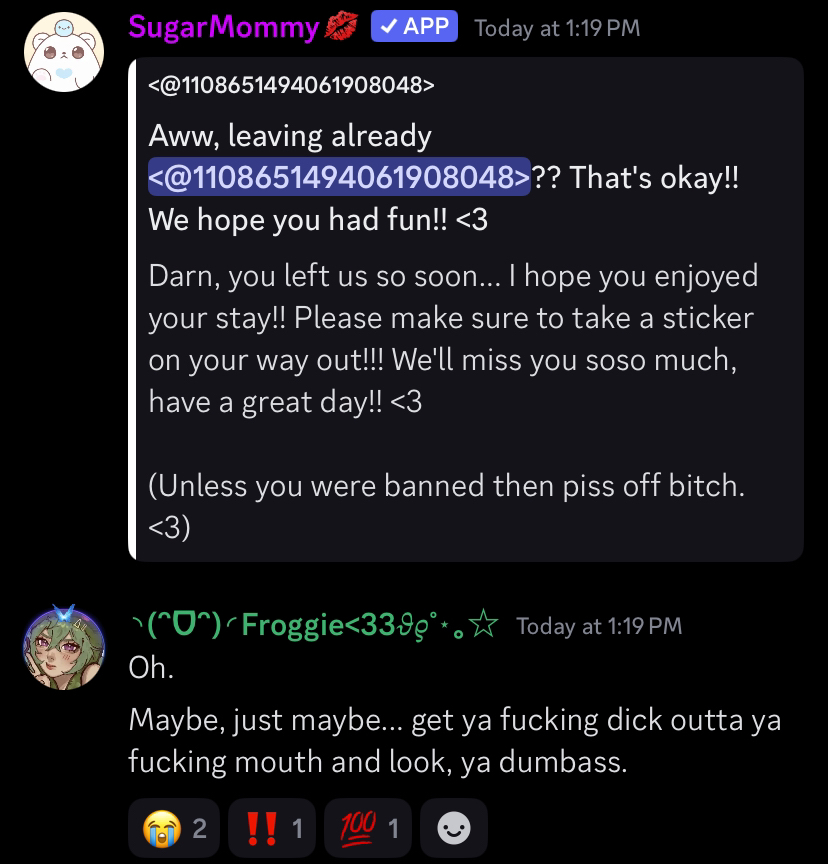 SugarMommy💋 ✓ APP Today at 1:19 PM
<@1108651494061908048>
Aww, leaving already
<@1108651494061908048>?? That's okay!!
We hope you had fun!! <3
Darn, you left us so soon... I hope you enjoyed
your stay!! Please make sure to take a sticker
on your way out!!! We'll miss you soso much,
have a great day!! <3
(Unless you were banned then piss off bitch.
<3)
◝(ᵔᗜᵔ)◜Froggie<33𝜗𝜚˚⋆｡☆ Today at 1:19 PM
Oh.
Maybe, just maybe... get ya fucking dick outta ya
fucking mouth and look, ya dumbass.
😭 2 ‼️ 1 💯 1